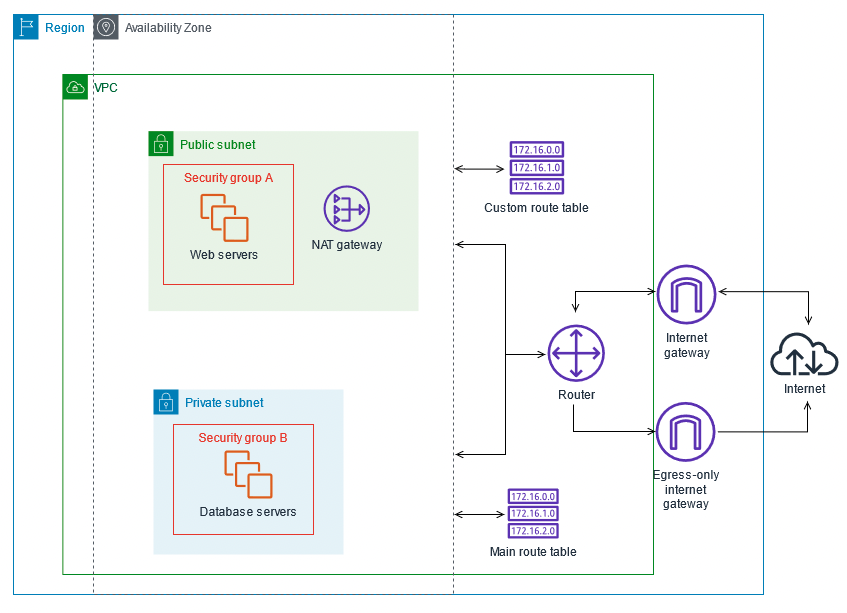 Region
Availability Zone
VPC
Public subnet
Security group A
Web servers
NAT gateway
172.16.0.0
172.16.1.0
172.16.2.0
Custom route table
Router
Internet
gateway
Internet
Egress-only
internet
gateway
Private subnet
Security group B
Database servers
172.16.0.0
172.16.1.0
172.16.2.0
Main route table